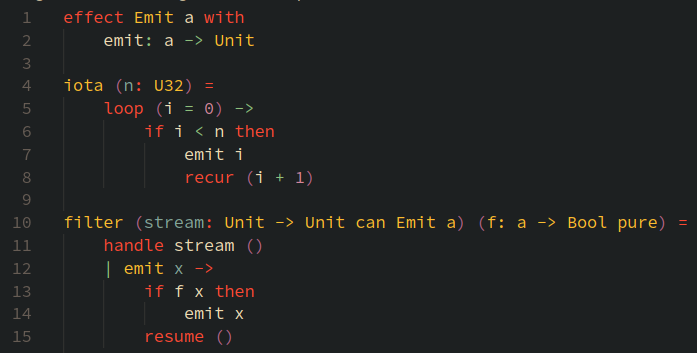 1 effect Emit a with
2     emit: a -> Unit
3
4 iota (n: U32) =
5     loop (i = 0) ->
6         if i < n then
7             emit i
8             recur (i + 1)
9
10 filter (stream: Unit -> Unit can Emit a) (f: a -> Bool pure) =
11     handle stream ()
12     | emit x ->
13         if f x then
14             emit x
15         resume ()